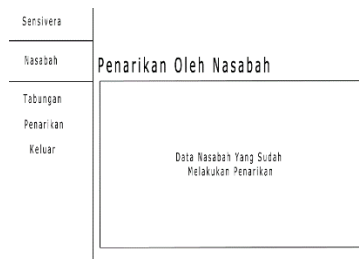 Sensivera
Nasabah
Tabungan
Penarikan
Keluar
Penarikan Oleh Nasabah
Data Nasabah Yang Sudah
Melakukan Penarikan